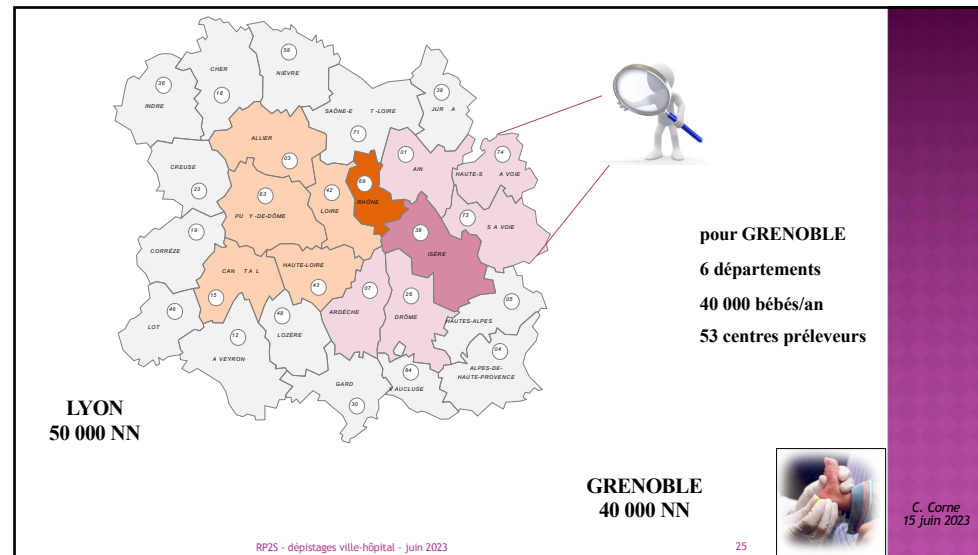 58
CHER
NIÈVRE
36
18
39
INDRE
SAÔNE-E T-LOIRE
JUR A
71
ALLIER
03
01
74
AIN
HAUTE-S A VOIE
CREUSE
23
63
42
69
RHÔNE
PU Y-DE-DÔME
LOIRE
73
S A VOIE
19
38
CORRÈZE
ISÈRE
CAN TAL
HAUTE-LOIRE
15
43
07
26
05
46
48
ARDÈCHE
DRÔME
HAUTES-ALPES
LOT
12
LOZÈRE
04
A VEYRON
84
ALPES-DE-
HAUTE-PROVENCE
GARD
V AUCLUSE
30
pour GRENOBLE
6 départements
40 000 bébés/an
53 centres préleveurs
LYON
50 000 NN
GRENOBLE
40 000 NN
C. Corne
15 juin 2023
RP2S - dépistages ville-hôpital - juin 2023
25